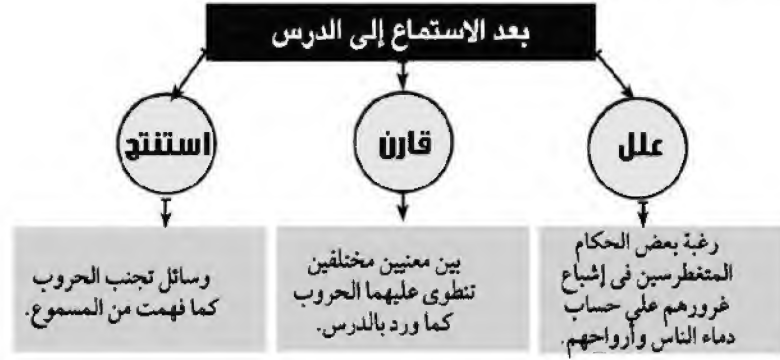 بعد الاستماع إلى الدرس
علل
قارن
استنتج
رغبة بعض الحكام
المتغطرسين فى إشباع
غرورهم على حساب
دماء الناس وأرواحهم.
بين معنيين مختلفين
تنطوى عليهما الحروب
كما ورد بالدرس.
وسائل تجنب الحروب
كما فهمت من المسموع.